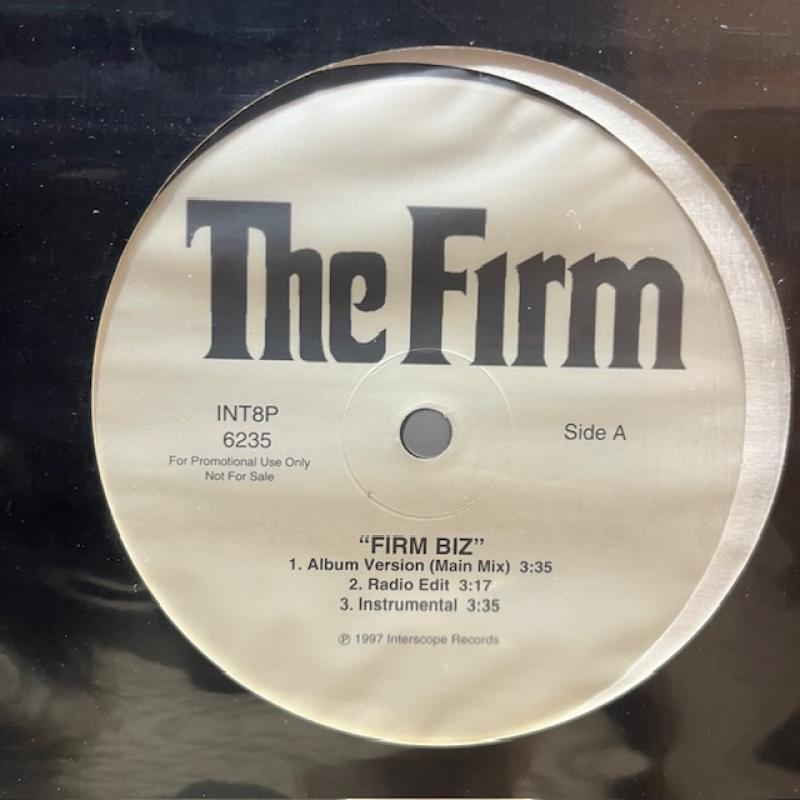 The Firm
INT8P
6235
For Promotional Use Only
Not For Sale
Side A
“FIRM BIZ”
1. Album Version (Main Mix) 3:35
2. Radio Edit 3:17
3. Instrumental 3:35
℗ 1997 Interscope Records